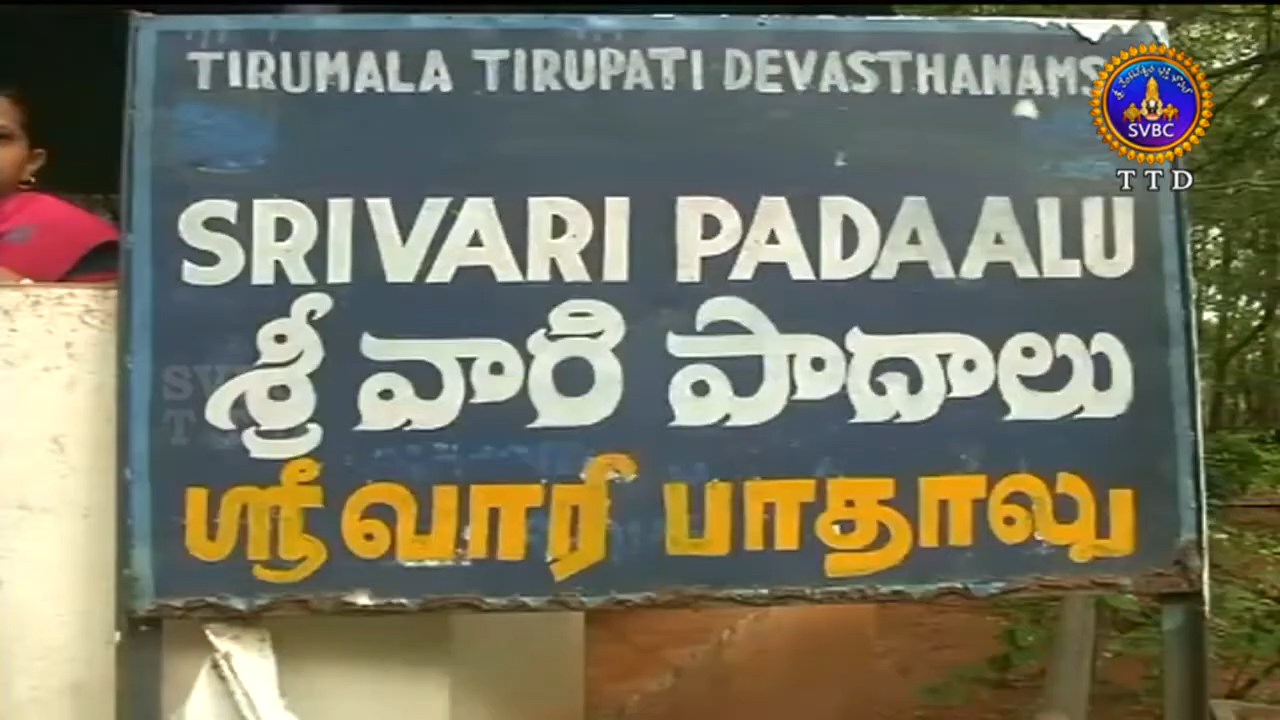 TIRUMALA TIRUPATI DEVASTHANAMS
SRIVARI PADAALU
శ్రీ వారి పాదాలు
ஸ்ரீ வாரி பாதாலு
SVBC
TTD